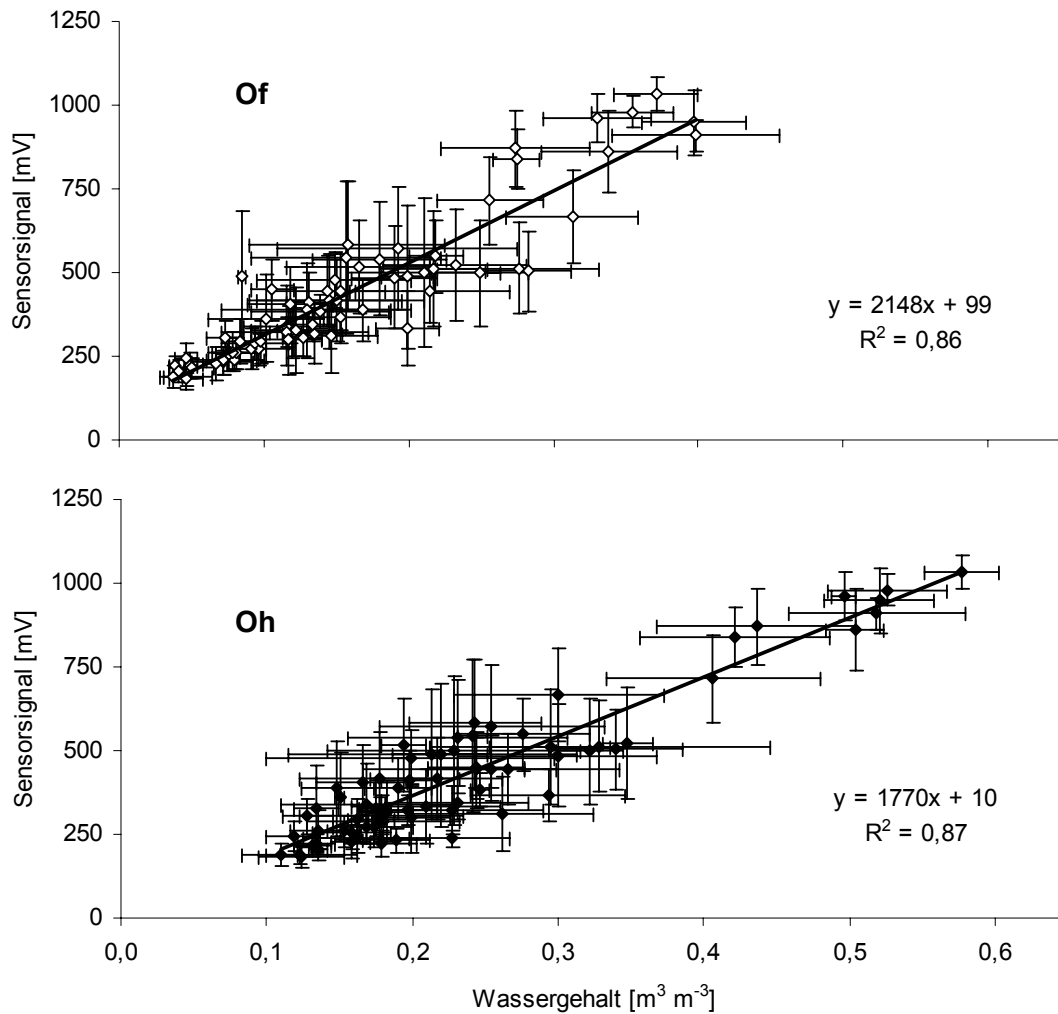 1250
1000
750
500
250
0
Sensorsignal [mV]
Of
y = 2148x + 99
R² = 0,86
1250
1000
750
500
250
0
Sensorsignal [mV]
Oh
y = 1770x + 10
R² = 0,87
0,0 0,1 0,2 0,3 0,4 0,5 0,6
Wassergehalt [m³ m⁻³]